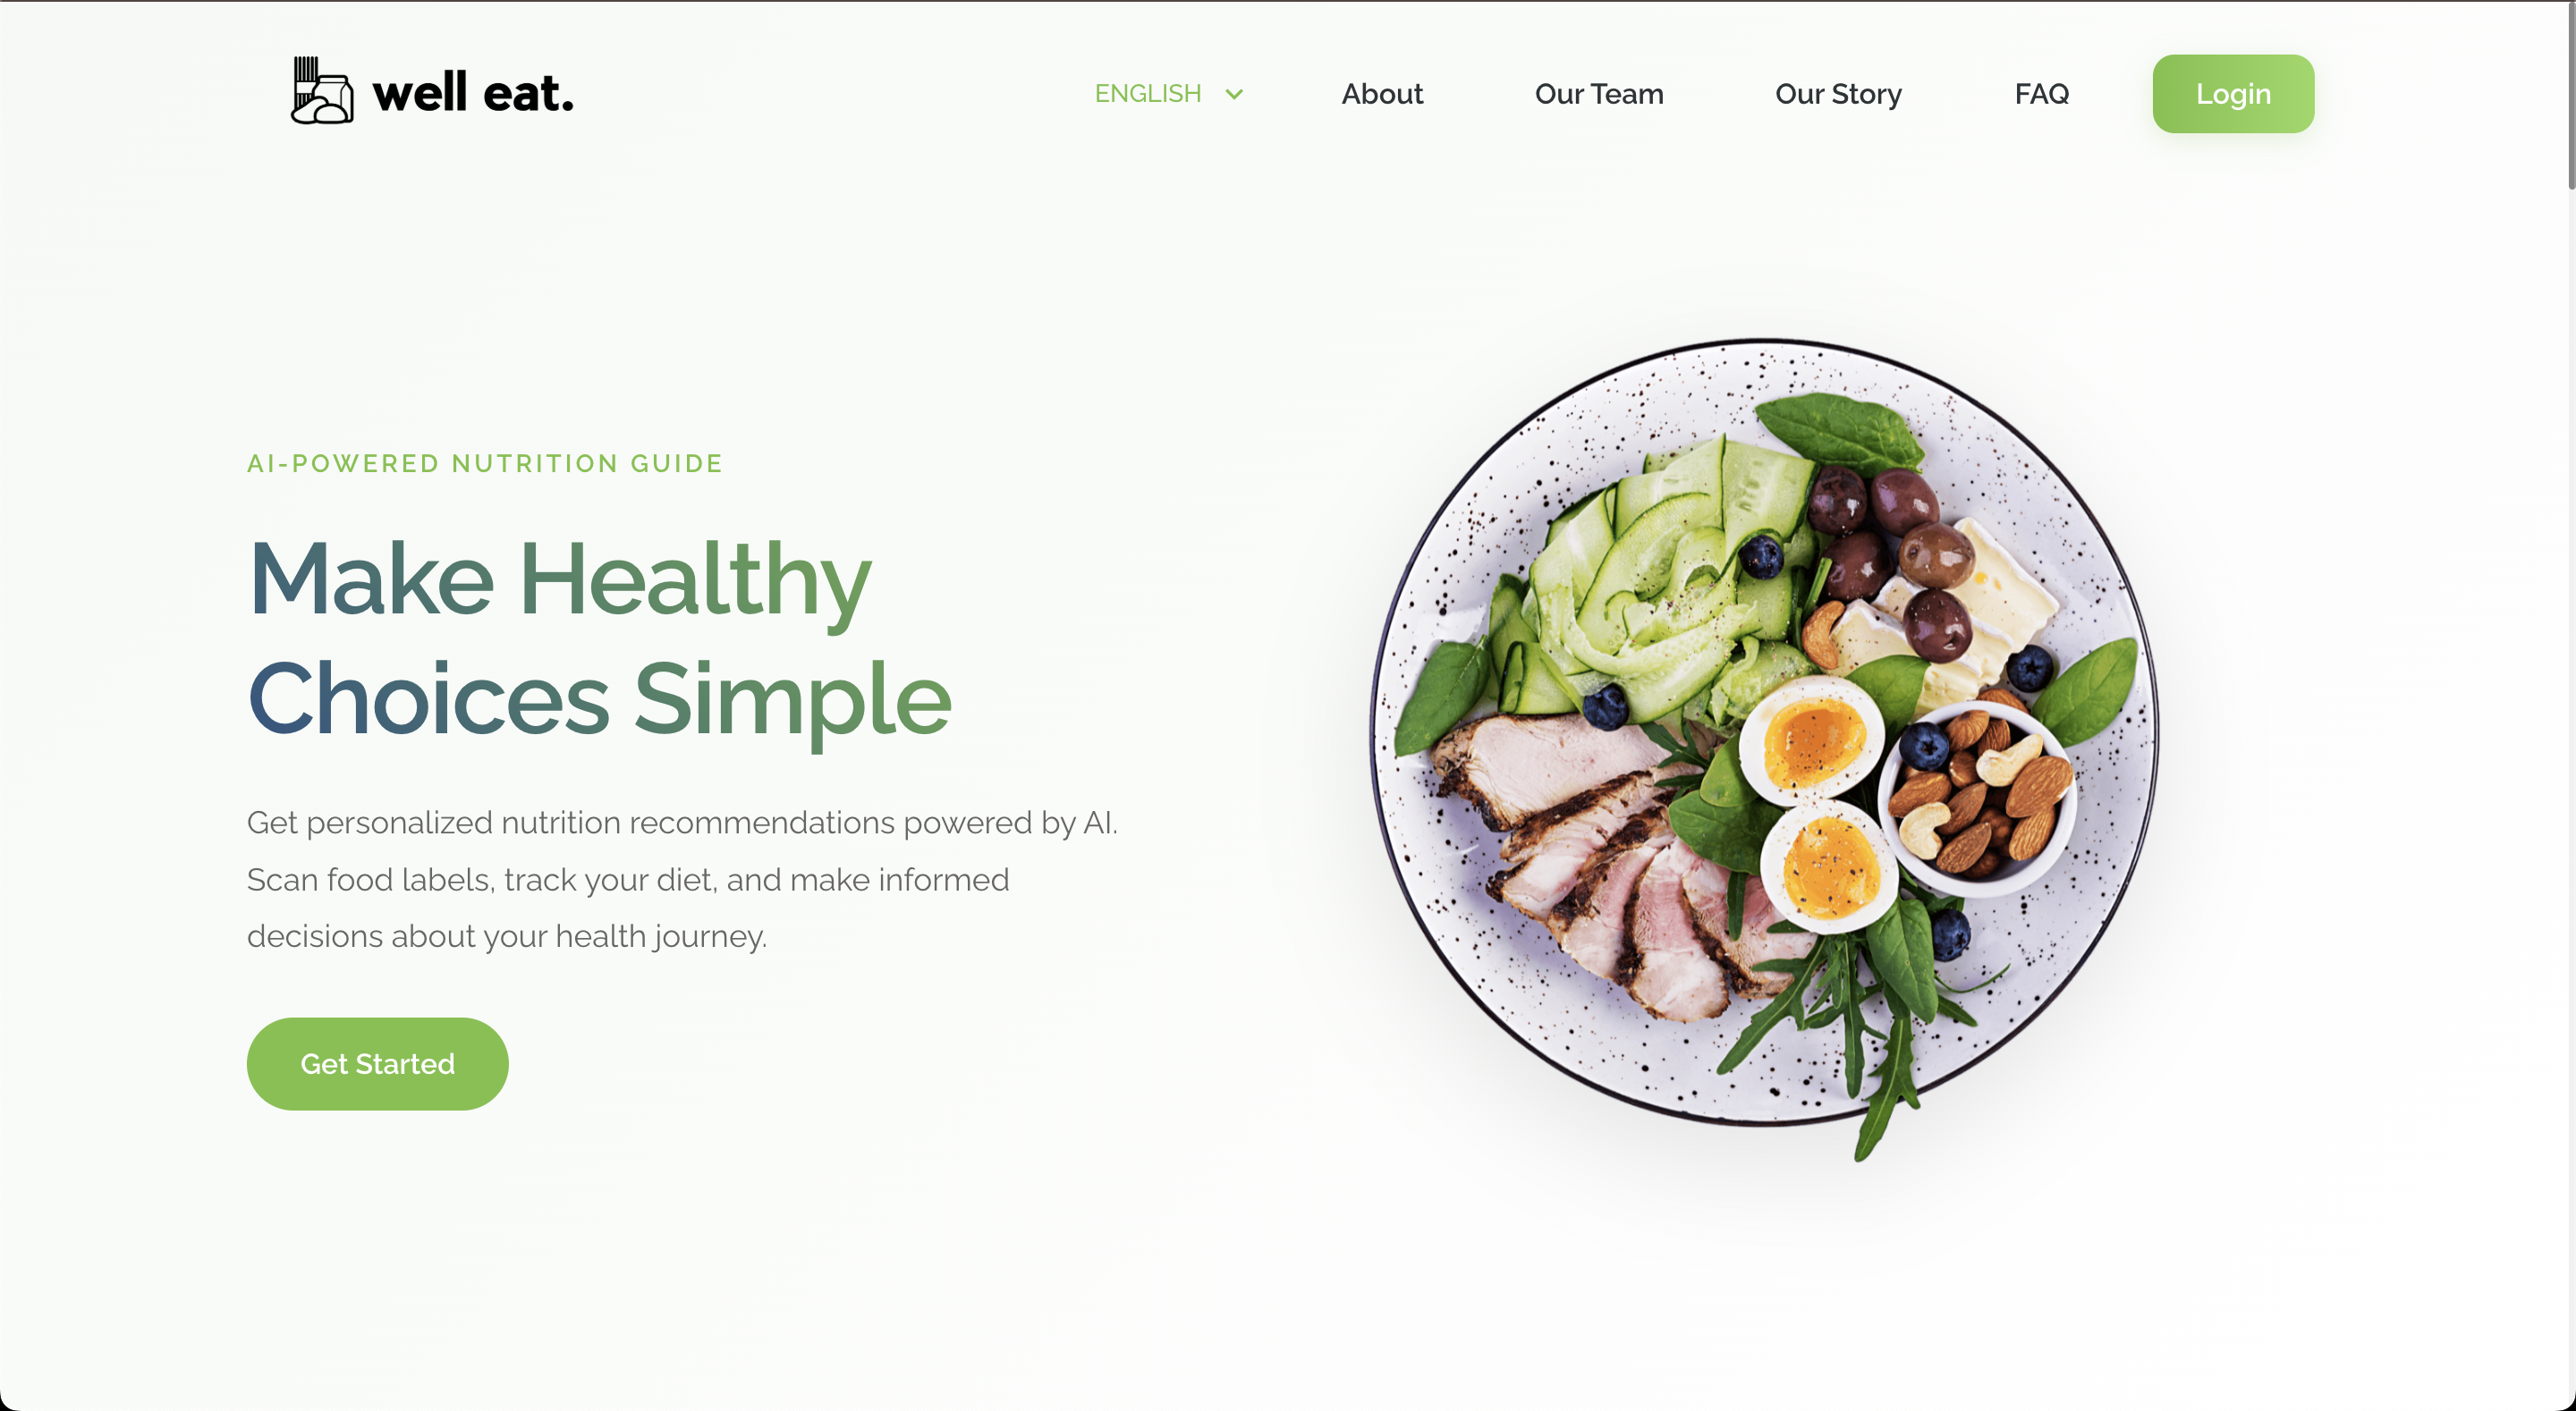 well eat.
ENGLISH
About
Our Team
Our Story
FAQ
Login
AI-POWERED NUTRITION GUIDE
Make Healthy
Choices Simple
Get personalized nutrition recommendations powered by AI.
Scan food labels, track your diet, and make informed
decisions about your health journey.
Get Started